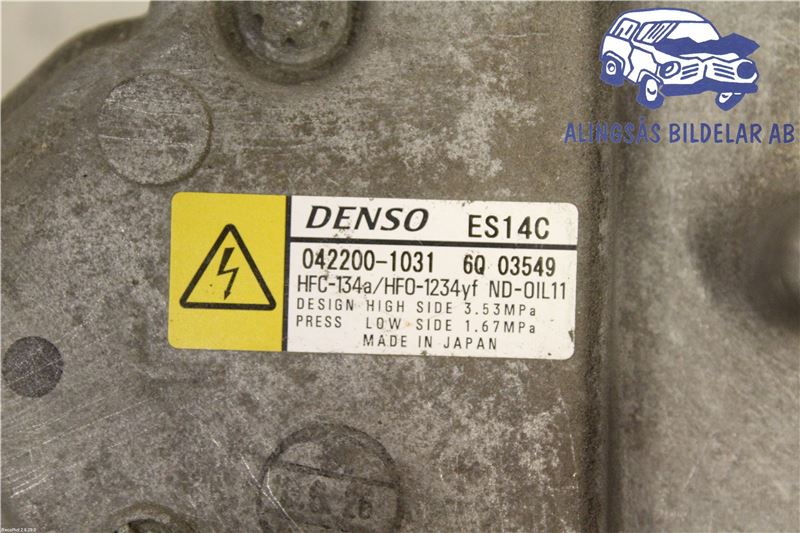 ALINGSÅS BILDELAR AB
DENSO ES14C
042200-1031 6Q 03549
HFC-134a/HFO-1234yf ND-OIL11
DESIGN HIGH SIDE 3.53MPa
PRESS LOW SIDE 1.67MPa
MADE IN JAPAN